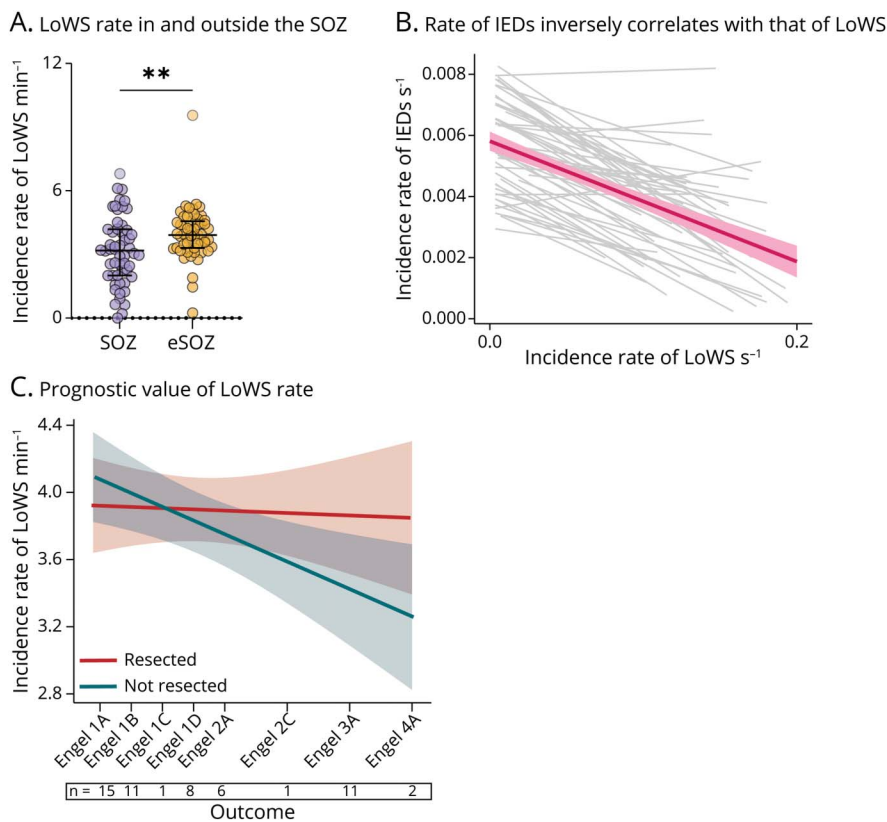 A. LoWS rate in and outside the SOZ
Incidence rate of LoWS min⁻¹
12
6
0
**
SOZ
eSOZ
B. Rate of IEDs inversely correlates with that of LoWS
Incidence rate of IEDs s⁻¹
0.008
0.006
0.004
0.002
0.000
0.0
0.2
Incidence rate of LoWS s⁻¹
C. Prognostic value of LoWS rate
Incidence rate of LoWS min⁻¹
4.4
4.0
3.6
3.2
2.8
Resected
Not resected
Engel 1A
Engel 1B
Engel 1C
Engel 1D
Engel 2A
Engel 2C
Engel 3A
Engel 4A
n = 15 11 1 8 6 1 11 2
Outcome